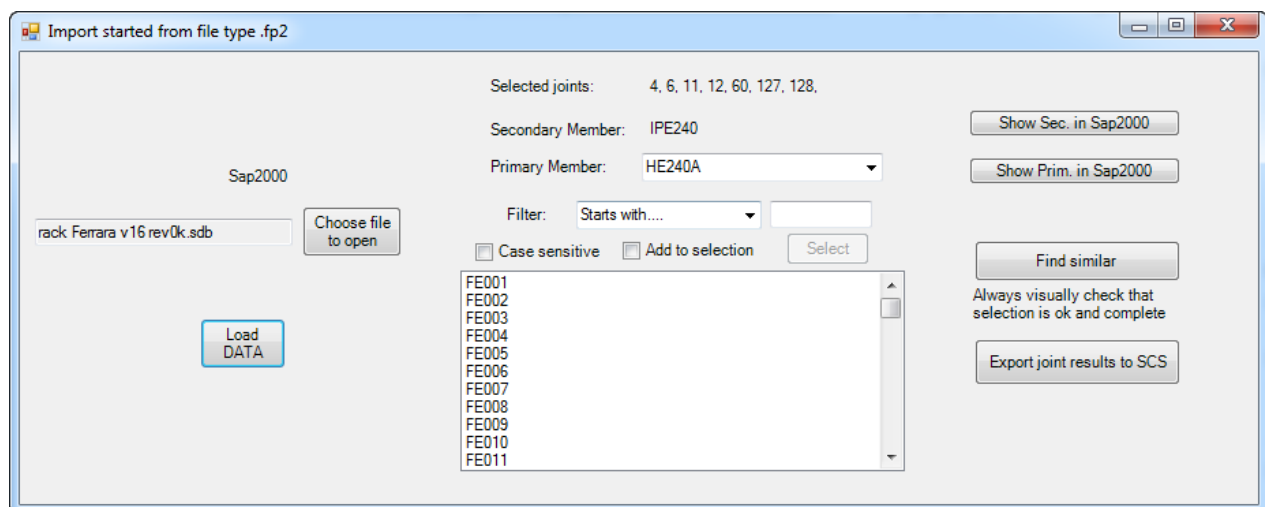 Import started from file type .fp2
Selected joints: 4, 6, 11, 12, 60, 127, 128,
Secondary Member: IPE240
Show Sec. in Sap2000
Primary Member: HE240A
Show Prim. in Sap2000
Sap2000
Filter: Starts with....
rack Ferrara v16 rev0k.sdb
Choose file
to open
Case sensitive
Add to selection
Select
Find similar
Always visually check that
selection is ok and complete
Load
DATA
Export joint results to SCS
FE001
FE002
FE003
FE004
FE005
FE006
FE007
FE008
FE009
FE010
FE011